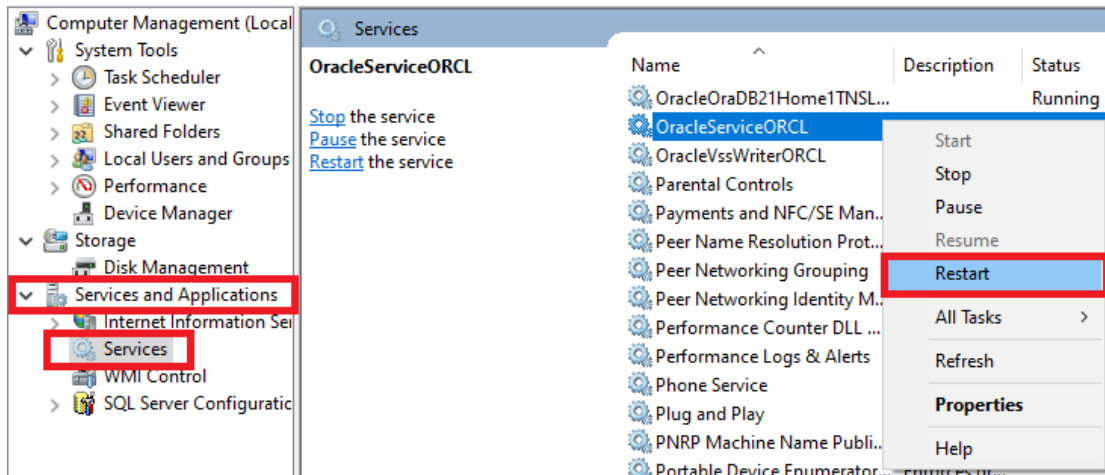 Computer Management (Local
System Tools
Task Scheduler
Event Viewer
Shared Folders
Local Users and Groups
Performance
Device Manager
Storage
Disk Management
Services and Applications
Internet Information Ser
Services
WMI Control
SQL Server Configuratic
Services
OracleServiceORCL
Stop the service
Pause the service
Restart the service
Name Description Status
OracleOraDB21Home1TNSL... Running
OracleServiceORCL
OracleVssWriterORCL
Parental Controls
Payments and NFC/SE Man...
Peer Name Resolution Prot...
Peer Networking Grouping
Peer Networking Identity M...
Performance Counter DLL ...
Performance Logs & Alerts
Phone Service
Plug and Play
PNRP Machine Name Publi...
Portable Device Enumerator...
Start
Stop
Pause
Resume
Restart
All Tasks
Refresh
Properties
Help